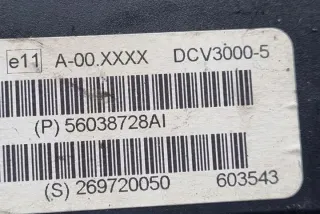 e11 A-00.XXXX DCV3000-5
(P) 56038728AI
(S) 269720050 603543